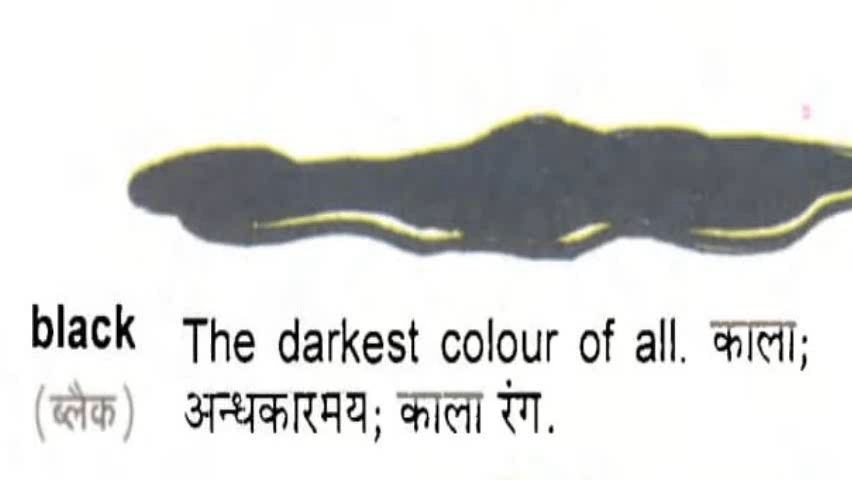 black The darkest colour of all. काला;
(ब्लैक) अन्धकारमय; काला रंग.